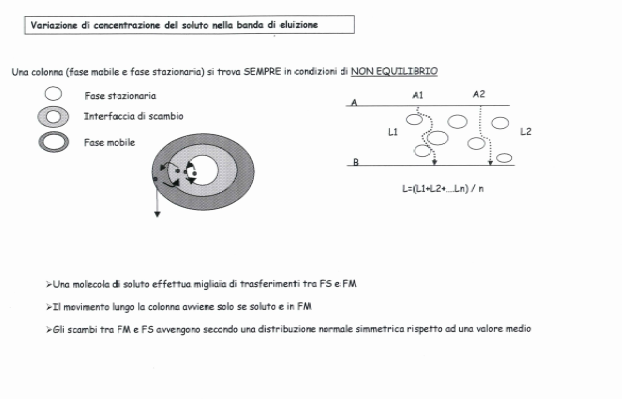 Variazione di concentrazione del soluto nella banda di eluizione
Una colonna (fase mobile e fase stazionaria) si trova SEMPRE in condizioni di NON EQUILIBRIO
Fase stazionaria
Interfaccia di scambio
Fase mobile
A
A1
A2
L1
L2
B
L=(L1+L2+...Ln) / n
➢Una molecola di soluto effettua migliaia di trasferimenti tra FS e FM
➢Il movimento lungo la colonna avviene solo se soluto e in FM
➢Gli scambi tra FM e FS avvengono secondo una distribuzione normale simmetrica rispetto ad una valore medio